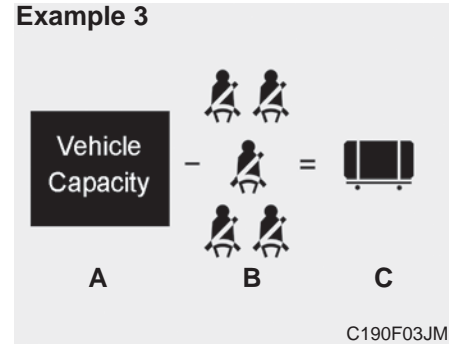 Example 3
Vehicle
Capacity
-
=
A B C
C190F03JM